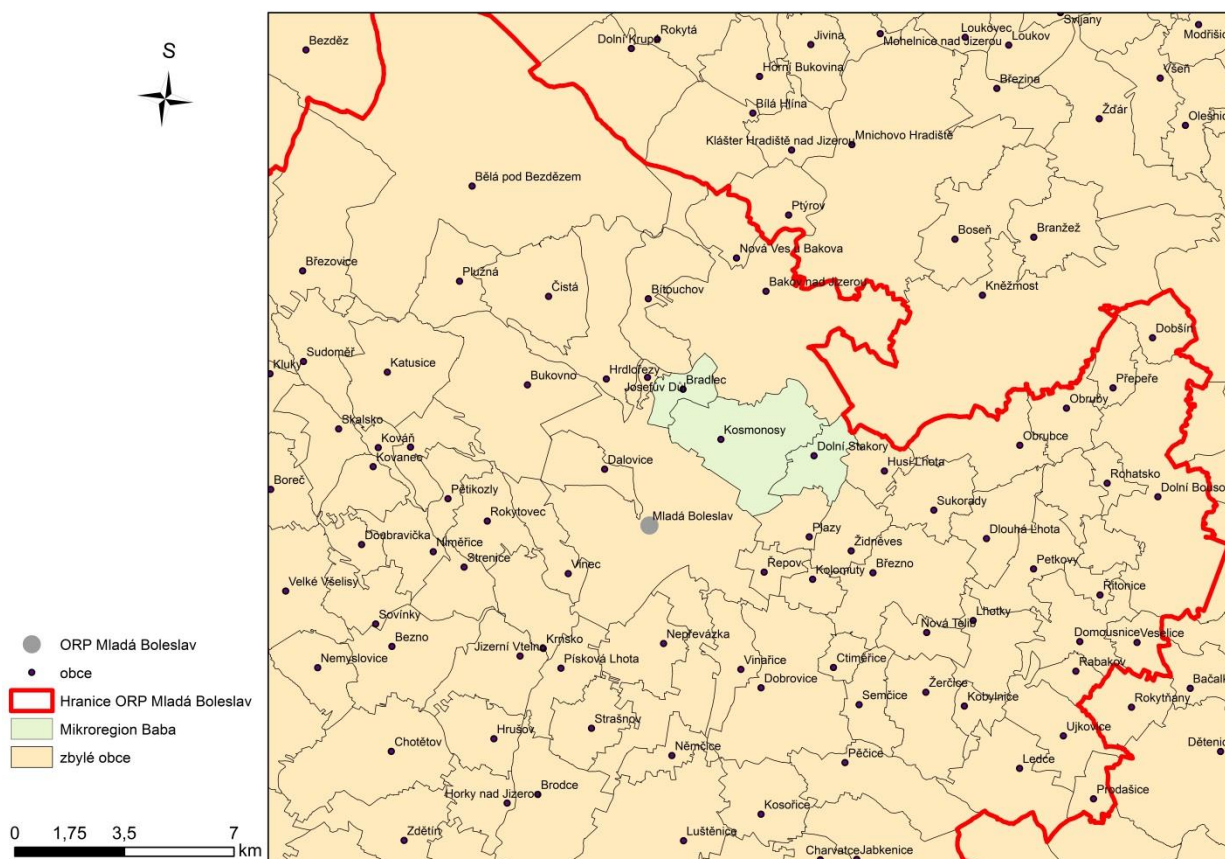 S
Bezděz
Dolní Krupá
Rokytá
Jivina
Mohelnice nad Jizerou
Loukovec
Loukov
Svijany
Modřišic
Horní Bukovina
Březina
Všeň
Bílá Hlína
Žďár
Olešnic
Klášter Hradiště nad Jizerou
Mnichovo Hradiště
Bělá pod Bezdězem
Ptýrov
Boseň
Branžež
Březovice
Plužná
Čistá
Bítouchov
Nová Ves u Bakova
Bakov nad Jizerou
Kněžmost
Dobšín
Sudoměř
Kluky
Katusice
Bukovno
Hrdlořezy
Josefův Důl
Bradlec
Přepeře
Obruby
Skalsko
Kováň
Kovanec
Kosmonosy
Dolní Stakory
Obrubce
Boreč
Dalovice
Husí Lhota
Rohatsko
Dolní Bouso
Pětikozly
Rokytovec
Sukorady
Mladá Boleslav
Plazy
Dlouhá Lhota
Doubravička
Niměřice
Strenice
Vinec
Židněves
Petkovy
Velké Všelisy
Řepov
Kolomuty
Březno
Řitonice
Sovínky
Bezno
Lhotky
Nová Telib
Domousnice
Veselice
Nemyslovice
Jizerní Vtelno
Krnsko
Písková Lhota
Nepřevázka
Vinařice
Dobrovice
Ctiměřice
Rabakov
Bačalk
Semčice
Žerčice
Kobylnice
Rokytňany
Chotětov
Hrušov
Strašnov
Němčice
Ujkovice
Dětenic
Pěčice
Ledce
Horky nad Jizerou
Brodce
Kosořice
Prodašice
Zdětín
Luštěnice
Charvatce
Jabkenice
ORP Mladá Boleslav
obce
Hranice ORP Mladá Boleslav
Mikroregion Baba
zbylé obce
0 1,75 3,5 7
km